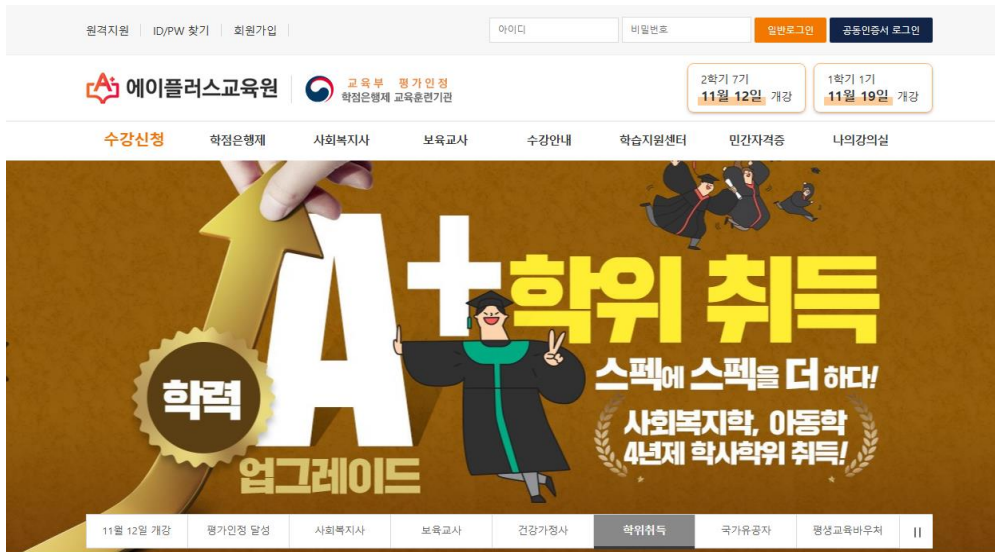 원격지원 ID/PW 찾기 회원가입 아이디 비밀번호 일반로그인 공동인증서 로그인
A+ 에이플러스교육원
교육부 평가인정
학점은행제 교육훈련기관
2학기 7기
11월 12일 개강
1학기 1기
11월 19일 개강
수강신청 학점은행제 사회복지사 보육교사 수강안내 학습지원센터 민간자격증 나의강의실
학력
A+
업그레이드
학위 취득
스펙에 스펙을 더 하다!
사회복지학, 아동학
4년제 학사학위 취득!
11월 12일 개강 평가인정 달성 사회복지사 보육교사 건강가정사 학위취득 국가유공자 평생교육바우처